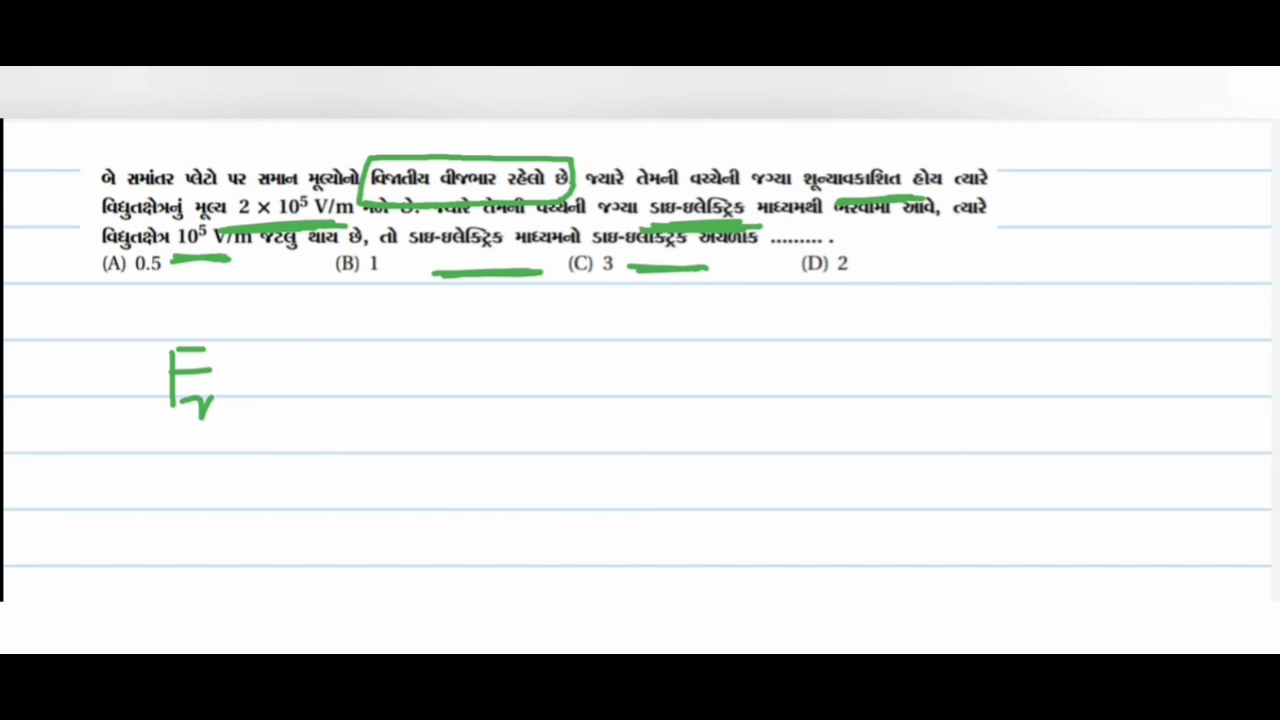 બે સમાંતર પ્લેટો પર સમાન મૂલ્યોનો વિજાતીય વીજભાર રહેલો છે. જ્યારે તેમની વચ્ચેની જગ્યા શૂન્યાવકાશિત હોય ત્યારે
વિદ્યુતક્ષેત્રનું મૂલ્ય 2 × 10⁵ V/m મળે છે. જ્યારે તેમની વચ્ચેની જગ્યા ડાઇ-ઇલેક્ટ્રિક માધ્યમથી ભરવામાં આવે, ત્યારે
વિદ્યુતક્ષેત્ર 10⁵ V/m જેટલું થાય છે, તો ડાઇ-ઇલેક્ટ્રિક માધ્યમનો ડાઇ-ઇલેક્ટ્રિક અચળાંક ......... .
(A) 0.5 (B) 1 (C) 3 (D) 2
E